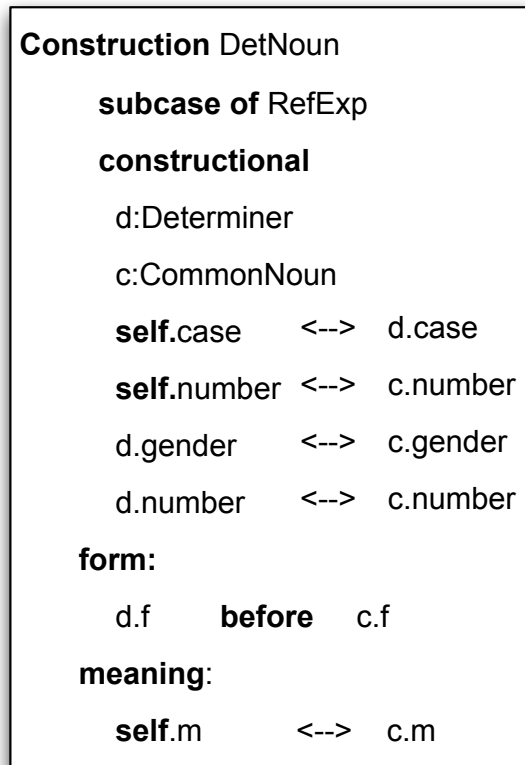 Construction DetNoun
subcase of RefExp
constructional
d:Determiner
c:CommonNoun
self.case <--> d.case
self.number <--> c.number
d.gender <--> c.gender
d.number <--> c.number
form:
d.f before c.f
meaning:
self.m <--> c.m